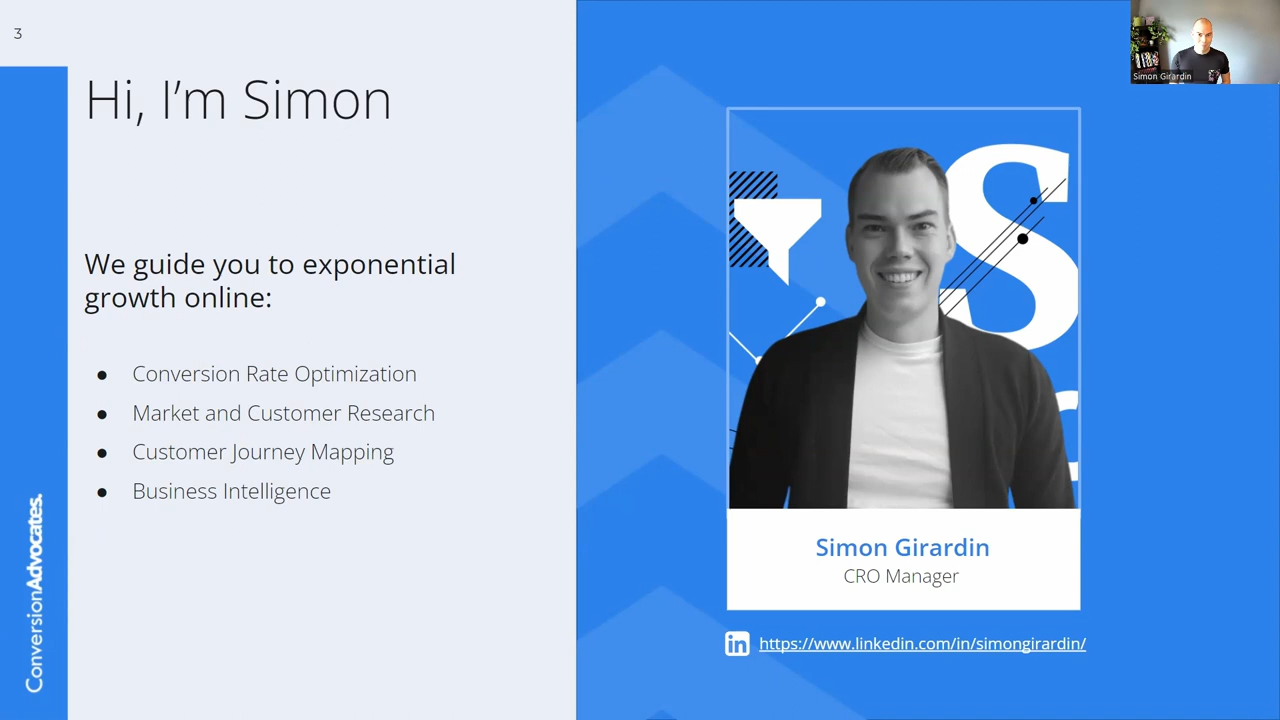 3
Hi, I’m Simon
We guide you to exponential
growth online:
● Conversion Rate Optimization
● Market and Customer Research
● Customer Journey Mapping
● Business Intelligence
ConversionAdvocates.
S
Simon Girardin
CRO Manager
in https://www.linkedin.com/in/simongirardin/
Simon Girardin